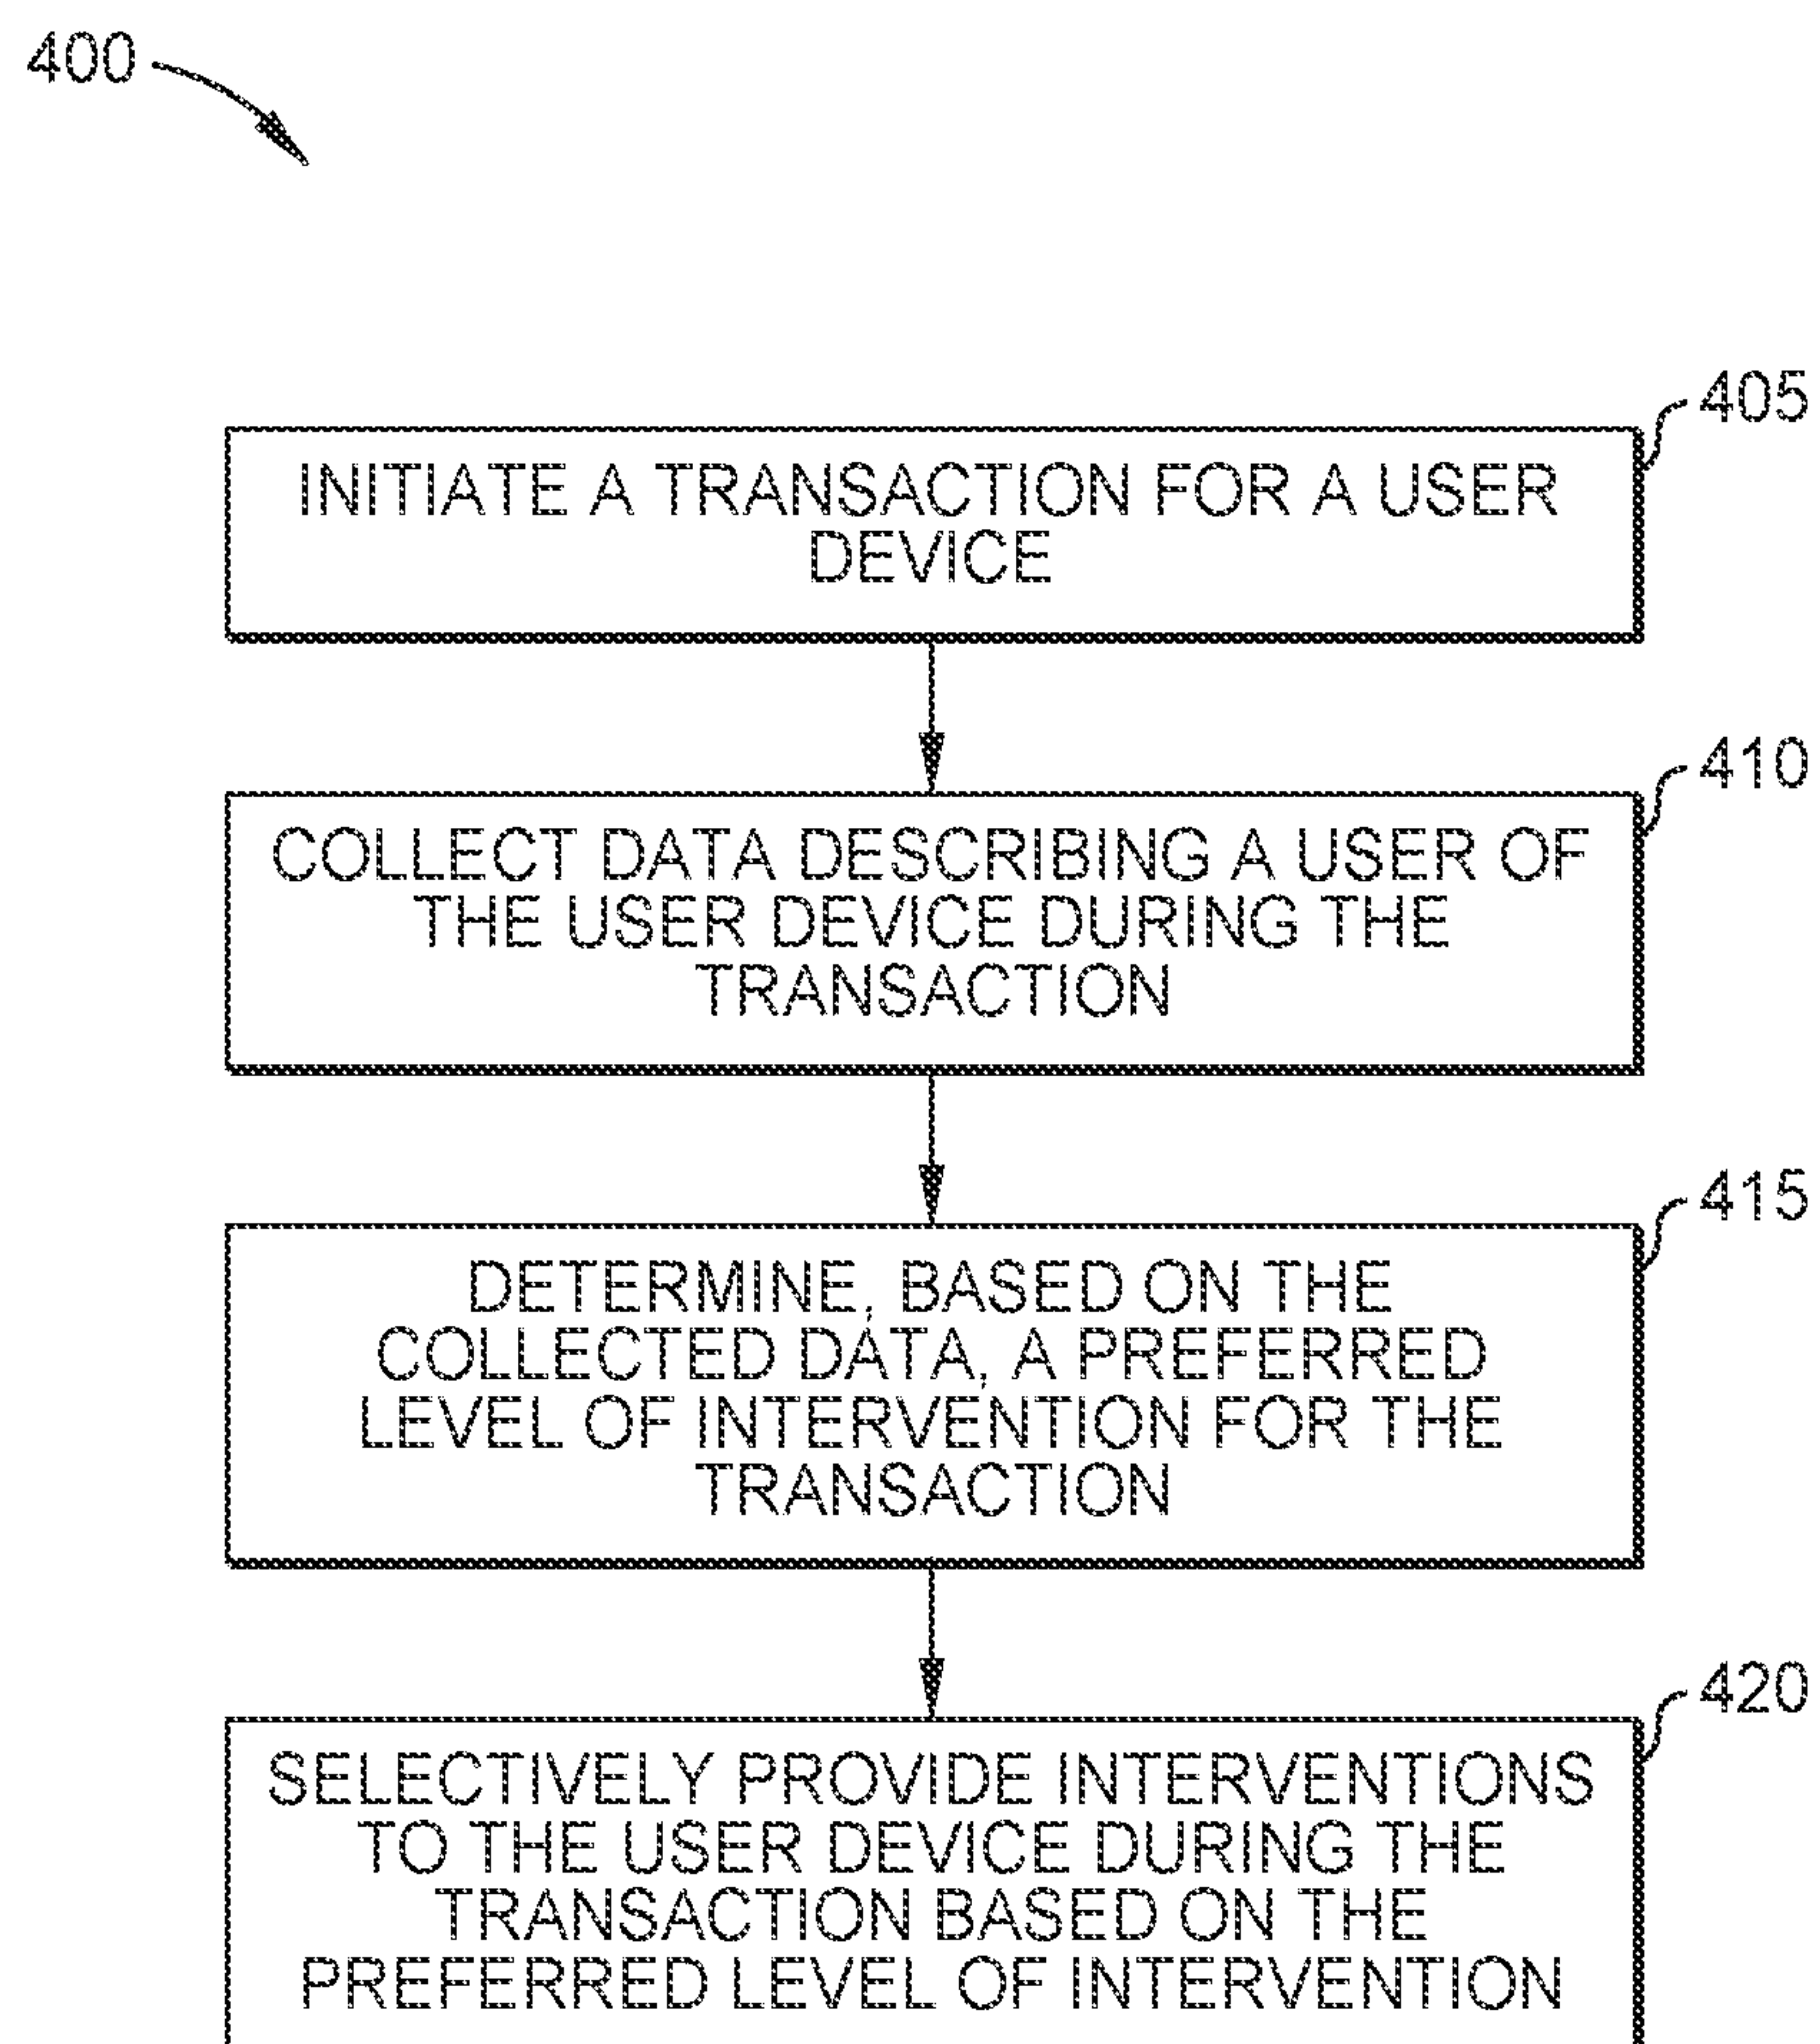 400
405
INITIATE A TRANSACTION FOR A USER
DEVICE
410
COLLECT DATA DESCRIBING A USER OF
THE USER DEVICE DURING THE
TRANSACTION
415
DETERMINE, BASED ON THE
COLLECTED DATA, A PREFERRED
LEVEL OF INTERVENTION FOR THE
TRANSACTION
420
SELECTIVELY PROVIDE INTERVENTIONS
TO THE USER DEVICE DURING THE
TRANSACTION BASED ON THE
PREFERRED LEVEL OF INTERVENTION